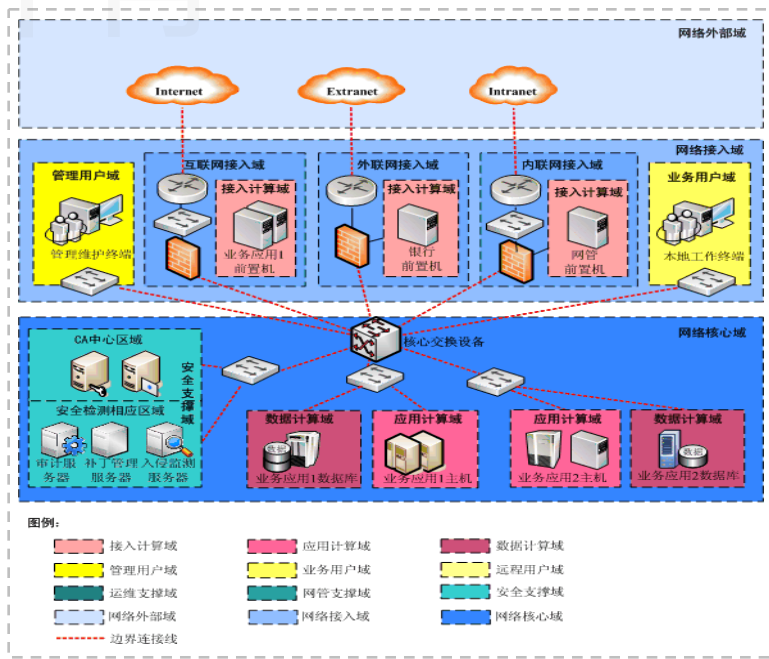 网络外部域
Internet
Extranet
Intranet
网络接入域
互联网接入域
外联网接入域
内联网接入域
管理用户域
业务用户域
接入计算域
接入计算域
接入计算域
管理维护终端
业务应用1
前置机
银行
前置机
网管
前置机
本地工作终端
网络核心域
核心交换设备
CA中心区域
安全支撑域
安全检测相应区域
审计服
务器
补丁管理
服务器
入侵监测
服务器
数据计算域
应用计算域
应用计算域
数据计算域
数据
数据
业务应用1数据库
业务应用1主机
业务应用2主机
业务应用2数据库
图例:
接入计算域
应用计算域
数据计算域
管理用户域
业务用户域
远程用户域
运维支撑域
网管支撑域
安全支撑域
网络外部域
网络接入域
网络核心域
边界连接线